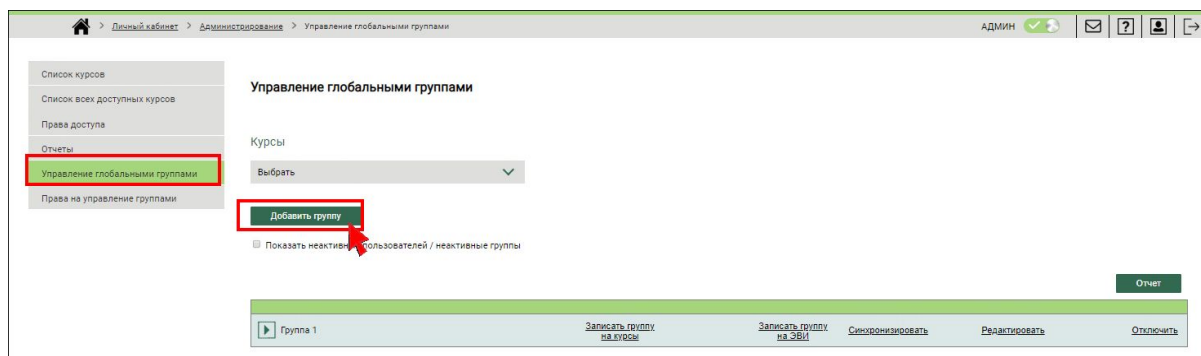 > Личный кабинет > Администрирование > Управление глобальными группами
АДМИН
Список курсов
Список всех доступных курсов
Права доступа
Отчеты
Управление глобальными группами
Права на управление группами
Управление глобальными группами
Курсы
Выбрать
Добавить группу
Показать пользователей / неактивные группы
Отчет
Группа 1
Записать группу
на курсы
Записать группу
на ЭВИ
Синхронизировать
Редактировать
Отключить